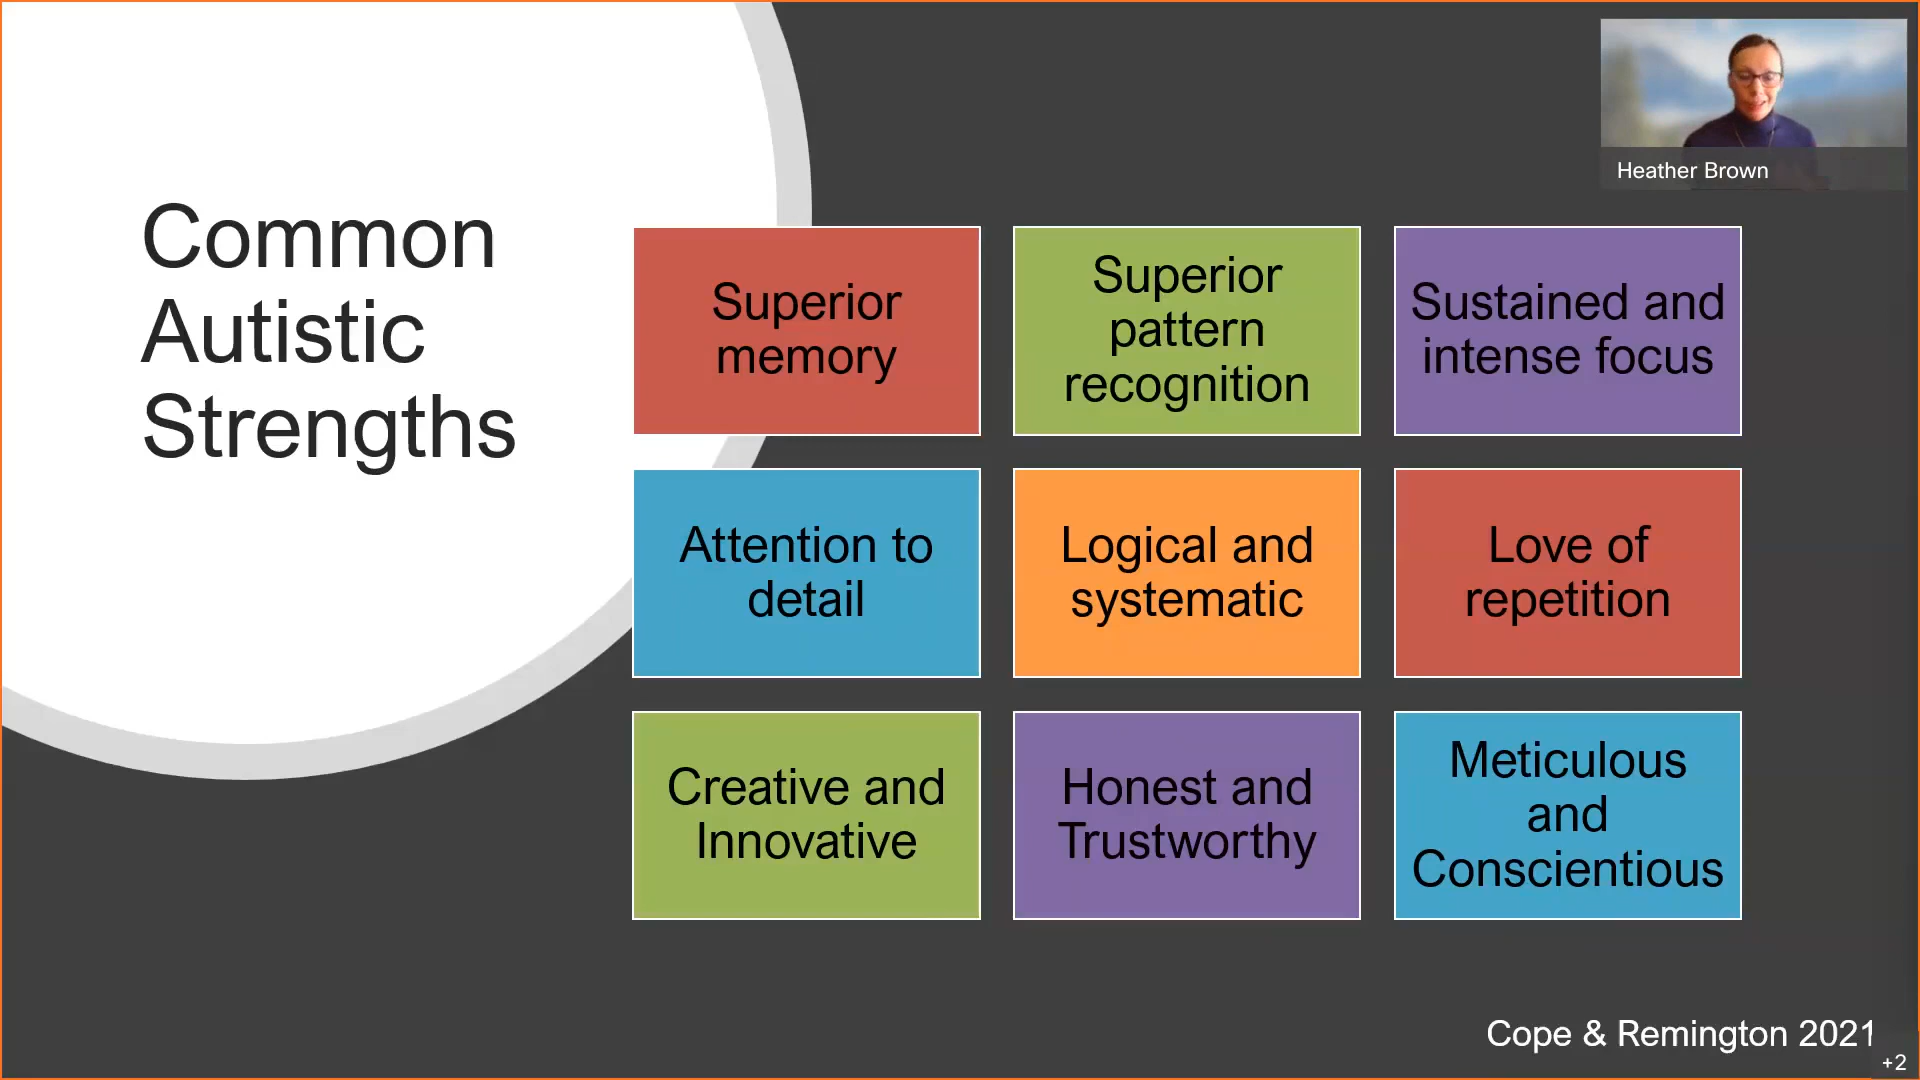 Common
Autistic
Strengths
Heather Brown
Superior
memory
Superior
pattern
recognition
Sustained and
intense focus
Attention to
detail
Logical and
systematic
Love of
repetition
Creative and
Innovative
Honest and
Trustworthy
Meticulous
and
Conscientious
Cope & Remington 2021
+2